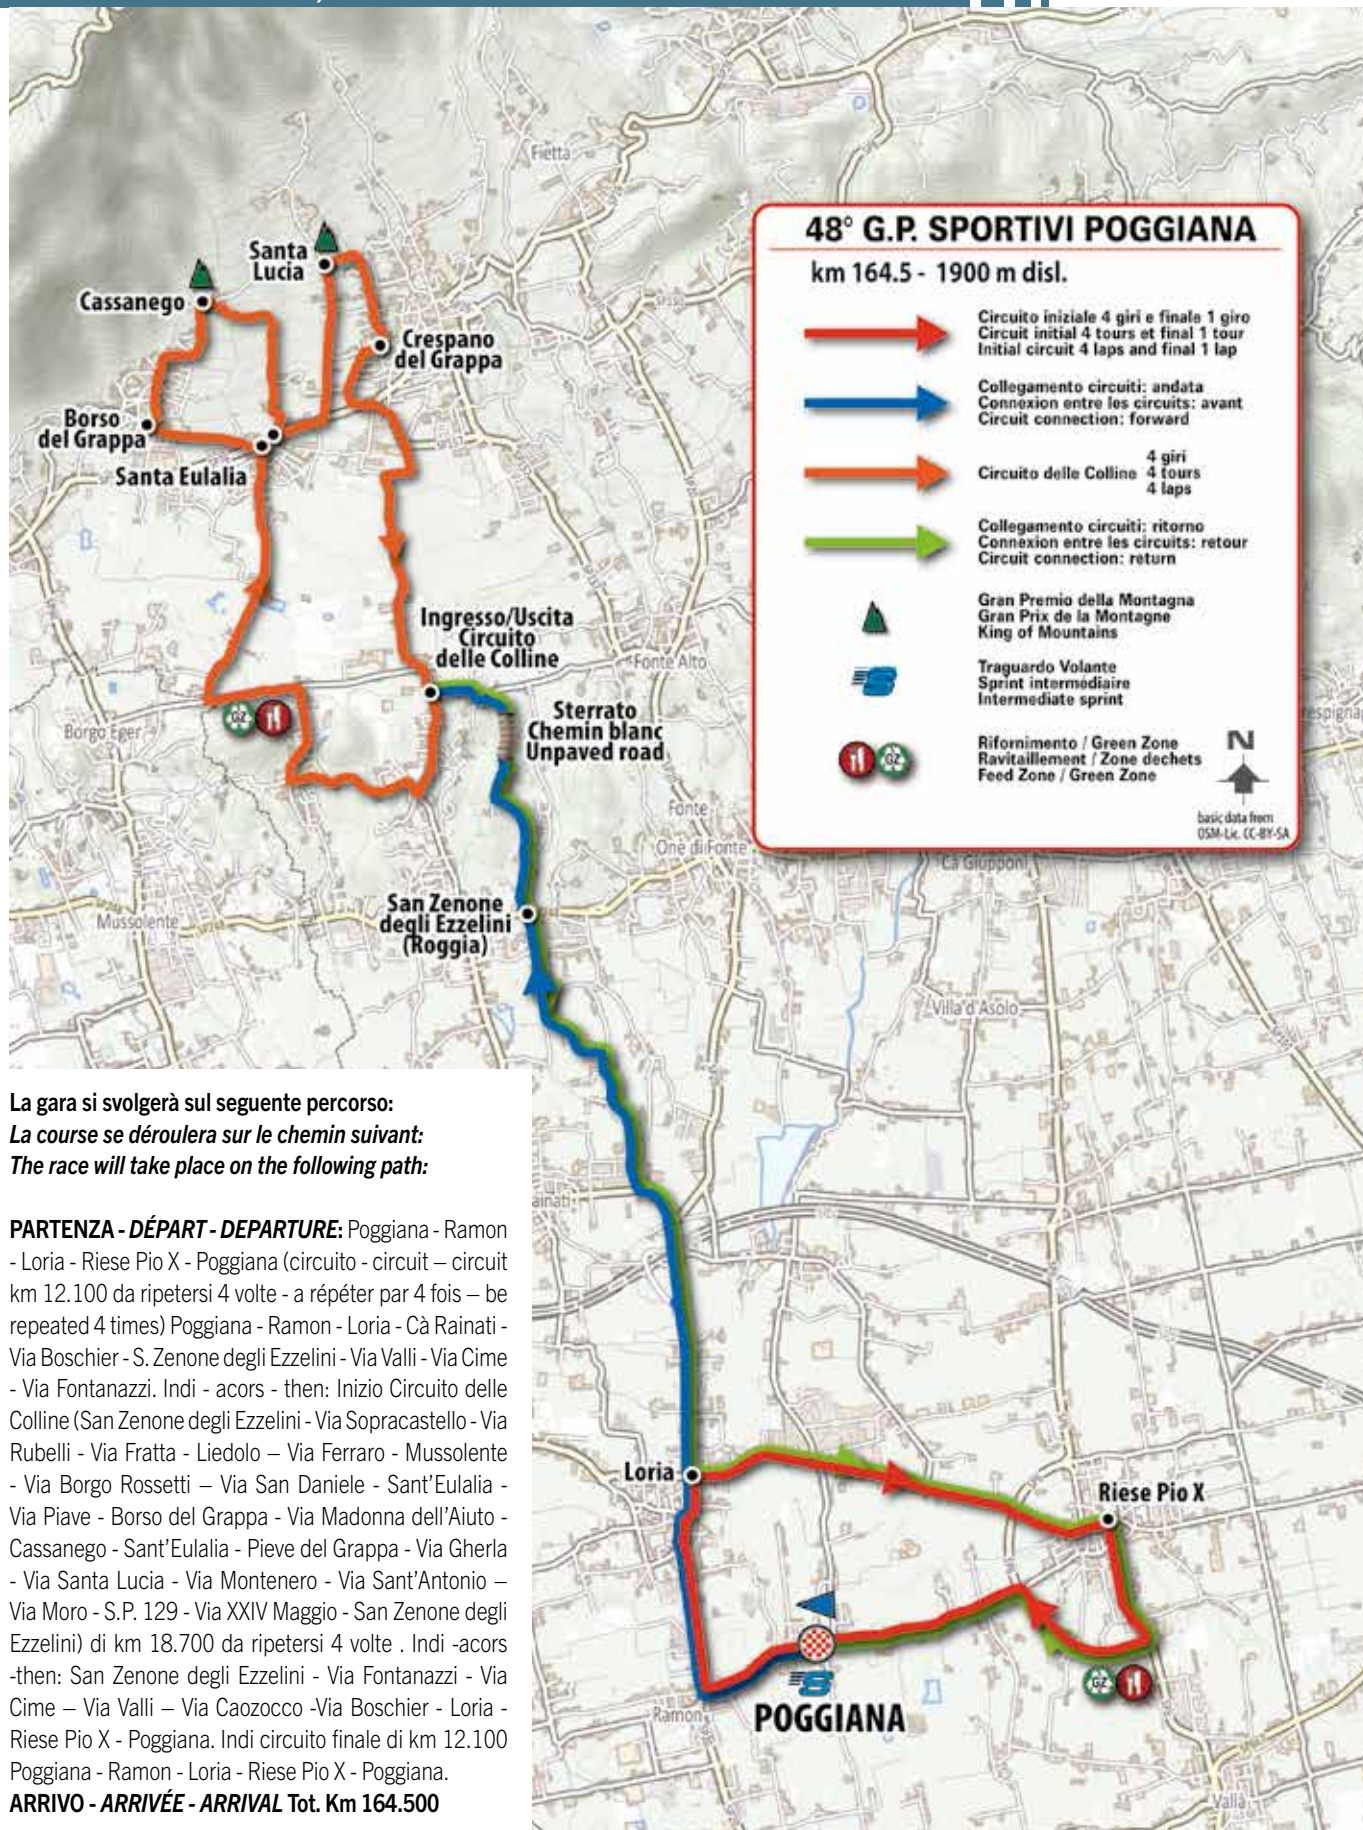 Fietta
Santa
Lucia
Cassanego
Crespano
del Grappa
Borso
del Grappa
Santa Eulalia
48° G.P. SPORTIVI POGGIANA
km 164.5 - 1900 m disl.
Circuito iniziale 4 giri e finale 1 giro
Circuit initial 4 tours et final 1 tour
Initial circuit 4 laps and final 1 lap
Collegamento circuiti: andata
Connexion entre les circuits: avant
Circuit connection: forward
Circuito delle Colline
4 giri
4 tours
4 laps
Collegamento circuiti: ritorno
Connexion entre les circuits: retour
Circuit connection: return
Gran Premio della Montagna
Gran Prix de la Montagne
King of Mountains
Traguardo Volante
Sprint intermédiaire
Intermediate sprint
Rifornimento / Green Zone
Ravitaillement / Zone dechets
Feed Zone / Green Zone
GZ
N
basic data from
OSM-Lic. CC-BY-SA
Ingresso/Uscita
Circuito
delle Colline
Fonte Alto
Sterrato
Chemin blanc
Unpaved road
GZ
Borgo Eger
Fonte
Onè di Fonte
Ca Giupponi
San Zenone
degli Ezzelini
(Roggia)
Mussolente
Villa d'Asolo
La gara si svolgerà sul seguente percorso:
La course se déroulera sur le chemin suivant:
The race will take place on the following path:
PARTENZA - DÉPART - DEPARTURE: Poggiana - Ramon
- Loria - Riese Pio X - Poggiana (circuito - circuit – circuit
km 12.100 da ripetersi 4 volte - a répéter par 4 fois – be
repeated 4 times) Poggiana - Ramon - Loria - Cà Rainati -
Via Boschier - S. Zenone degli Ezzelini - Via Valli - Via Cime
- Via Fontanazzi. Indi - acors - then: Inizio Circuito delle
Colline (San Zenone degli Ezzelini - Via Sopracastello - Via
Rubelli - Via Fratta - Liedolo – Via Ferraro - Mussolente
- Via Borgo Rossetti – Via San Daniele - Sant'Eulalia -
Via Piave - Borso del Grappa - Via Madonna dell'Aiuto -
Cassanego - Sant'Eulalia - Pieve del Grappa - Via Gherla
- Via Santa Lucia - Via Montenero - Via Sant'Antonio –
Via Moro - S.P. 129 - Via XXIV Maggio - San Zenone degli
Ezzelini) di km 18.700 da ripetersi 4 volte . Indi -acors
-then: San Zenone degli Ezzelini - Via Fontanazzi - Via
Cime – Via Valli – Via Caozocco -Via Boschier - Loria -
Riese Pio X - Poggiana. Indi circuito finale di km 12.100
Poggiana - Ramon - Loria - Riese Pio X - Poggiana.
ARRIVO - ARRIVÉE - ARRIVAL Tot. Km 164.500
ainati
Loria
Riese Pio X
GZ
Ramon
POGGIANA
Vallà